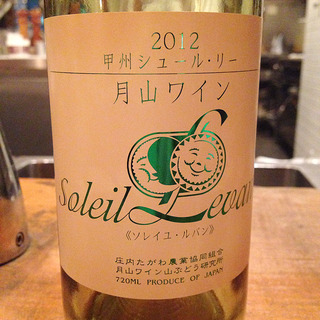 2012
甲州シュール・リー
月山ワイン
Soleil Levan
《ソレイユ・ルバン》
庄内たがわ農業協同組合
月山ワイン山ぶどう研究所
720ML PRODUCE OF JAPAN